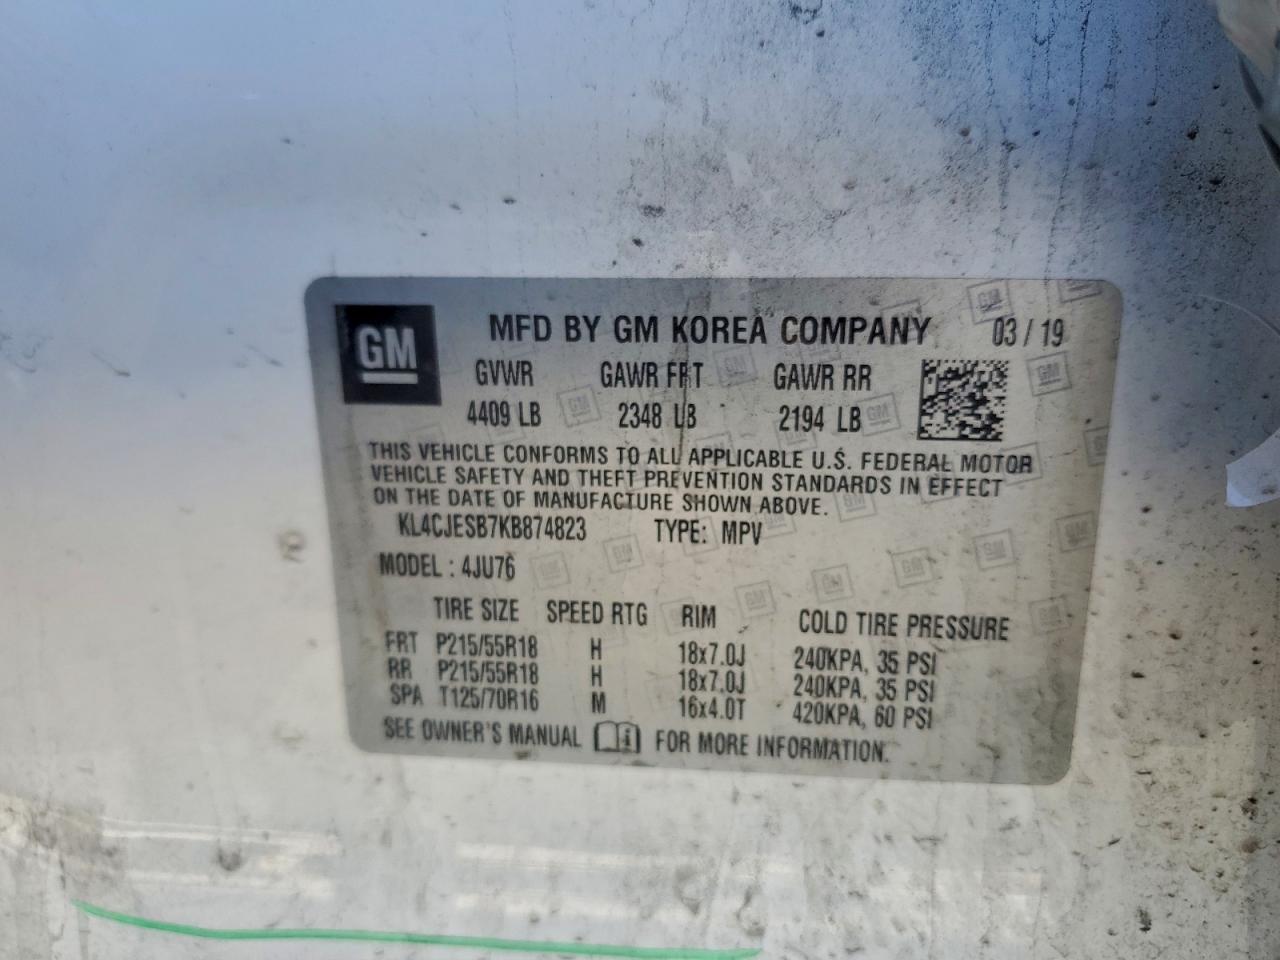 GM
MFD BY GM KOREA COMPANY 03/19
GVWR GAWR FRT GAWR RR
4409 LB 2348 LB 2194 LB
THIS VEHICLE CONFORMS TO ALL APPLICABLE U.S. FEDERAL MOTOR
VEHICLE SAFETY AND THEFT PREVENTION STANDARDS IN EFFECT
ON THE DATE OF MANUFACTURE SHOWN ABOVE.
KL4CJESB7KB874823 TYPE: MPV
MODEL : 4JU76
TIRE SIZE SPEED RTG RIM COLD TIRE PRESSURE
FRT P215/55R18 H 18x7.0J 240KPA, 35 PSI
RR P215/55R18 H 18x7.0J 240KPA, 35 PSI
SPA T125/70R16 M 16x4.0T 420KPA, 60 PSI
SEE OWNER'S MANUAL FOR MORE INFORMATION.